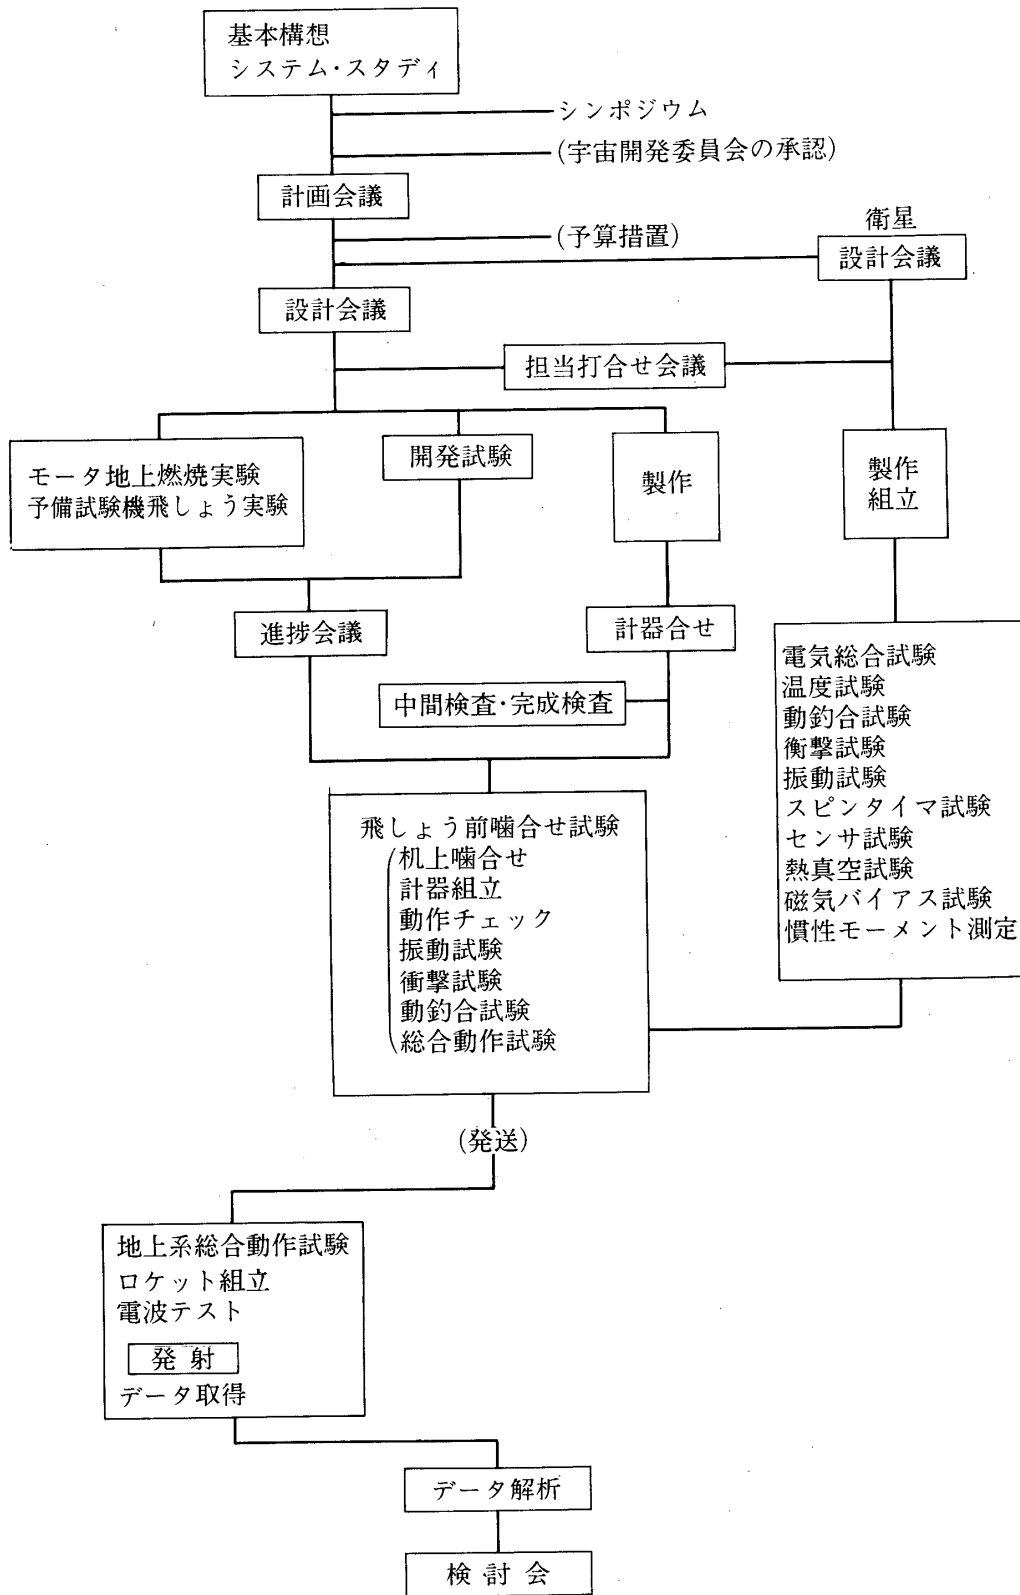 基本構想
システム・スタディ
シンポジウム
(宇宙開発委員会の承認)
計画会議
(予算措置)
衛星
設計会議
設計会議
担当打合せ会議
モータ地上燃焼実験
予備試験機飛しょう実験
開発試験
製作
製作
組立
進捗会議
計器合せ
中間検査・完成検査
電気総合試験
温度試験
動釣合試験
衝撃試験
振動試験
スピンタイマ試験
センサ試験
熱真空試験
磁気バイアス試験
慣性モーメント測定
飛しょう前噛合せ試験
机上噛合せ
計器組立
動作チェック
振動試験
衝撃試験
動釣合試験
総合動作試験
(発送)
地上系総合動作試験
ロケット組立
電波テスト
発射
データ取得
データ解析
検討会